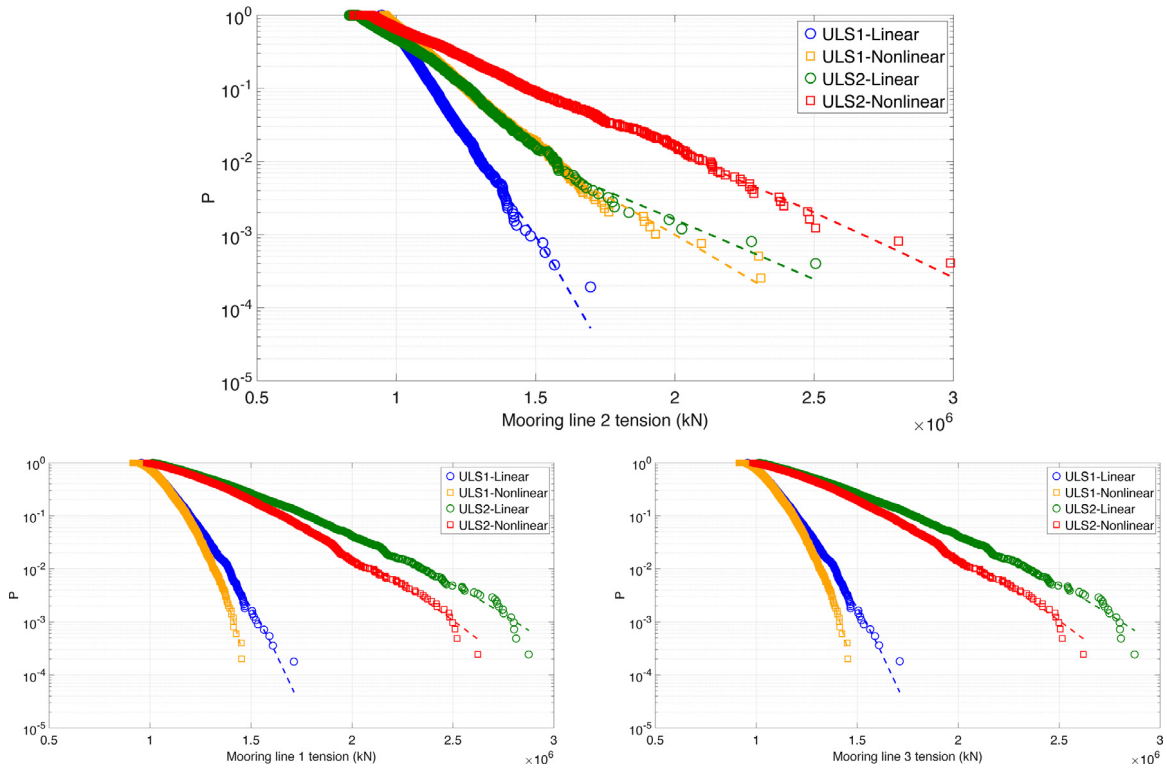 10^0
10^-1
10^-2
10^-3
10^-4
10^-5
P
0.5
1
1.5
2
2.5
3
Mooring line 2 tension (kN)
×10^6
ULS1-Linear
ULS1-Nonlinear
ULS2-Linear
ULS2-Nonlinear
10^0
10^-1
10^-2
10^-3
10^-4
10^-5
P
0.5
1
1.5
2
2.5
3
Mooring line 1 tension (kN)
×10^6
ULS1-Linear
ULS1-Nonlinear
ULS2-Linear
ULS2-Nonlinear
10^0
10^-1
10^-2
10^-3
10^-4
10^-5
P
0.5
1
1.5
2
2.5
3
Mooring line 3 tension (kN)
×10^6
ULS1-Linear
ULS1-Nonlinear
ULS2-Linear
ULS2-Nonlinear